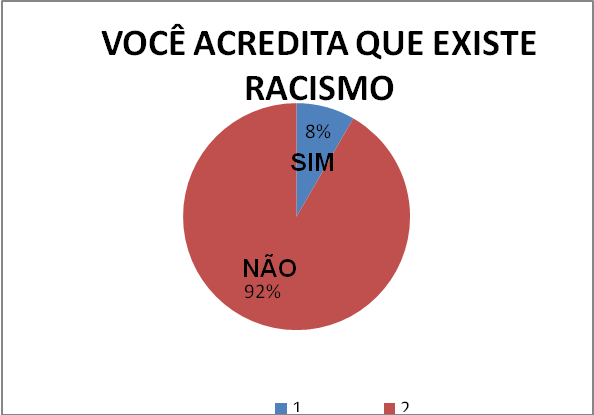 VOCÊ ACREDITA QUE EXISTE
RACISMO
8%
SIM
NÃO
92%
1 2